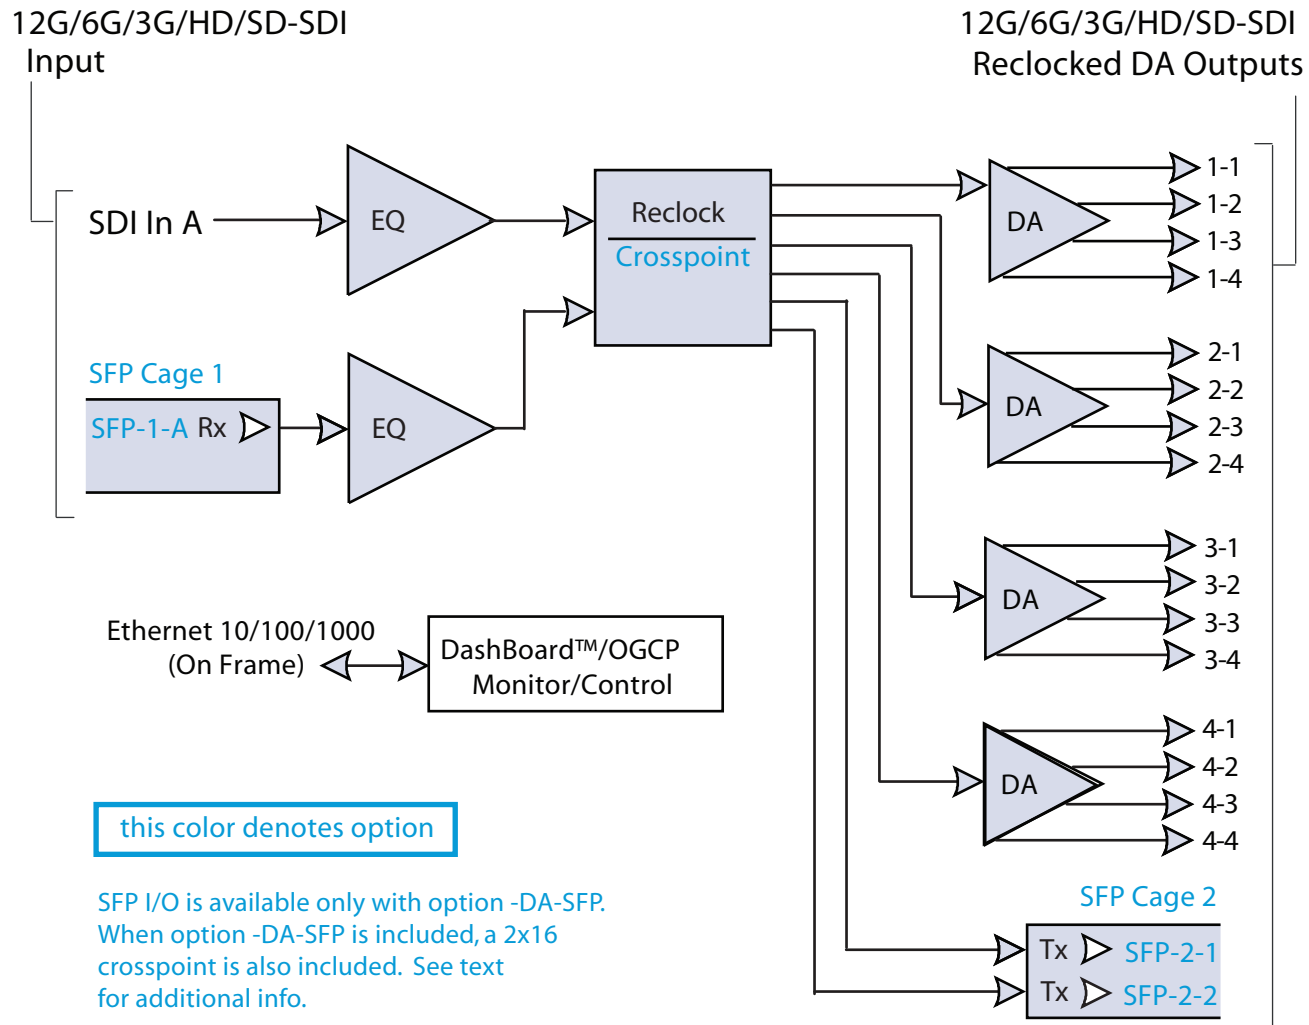 12G/6G/3G/HD/SD-SDI
Input
12G/6G/3G/HD/SD-SDI
Reclocked DA Outputs
SDI In A
EQ
Reclock
Crosspoint
DA
1-1
1-2
1-3
1-4
SFP Cage 1
SFP-1-A Rx
EQ
DA
2-1
2-2
2-3
2-4
DA
3-1
3-2
3-3
3-4
Ethernet 10/100/1000
(On Frame)
DashBoard™/OGCP
Monitor/Control
DA
4-1
4-2
4-3
4-4
this color denotes option
SFP I/O is available only with option -DA-SFP.
When option -DA-SFP is included, a 2x16
crosspoint is also included. See text
for additional info.
SFP Cage 2
Tx SFP-2-1
Tx SFP-2-2